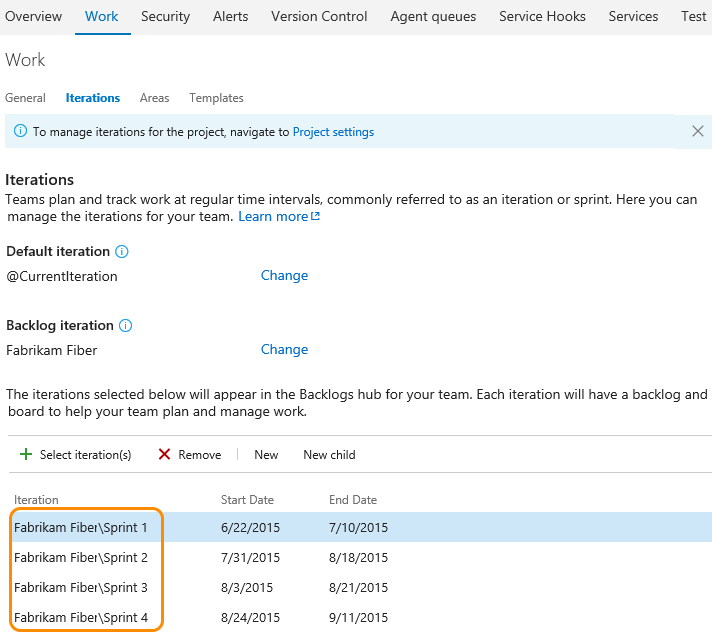 Overview Work Security Alerts Version Control Agent queues Service Hooks Services Test
Work
General Iterations Areas Templates
To manage iterations for the project, navigate to Project settings
Iterations
Teams plan and track work at regular time intervals, commonly referred to as an iteration or sprint. Here you can
manage the iterations for your team. Learn more
Default iteration
@CurrentIteration Change
Backlog iteration
Fabrikam Fiber Change
The iterations selected below will appear in the Backlogs hub for your team. Each iteration will have a backlog and
board to help your team plan and manage work.
Select iteration(s) Remove New New child
Iteration Start Date End Date
Fabrikam Fiber\Sprint 1 6/22/2015 7/10/2015
Fabrikam Fiber\Sprint 2 7/31/2015 8/18/2015
Fabrikam Fiber\Sprint 3 8/3/2015 8/21/2015
Fabrikam Fiber\Sprint 4 8/24/2015 9/11/2015